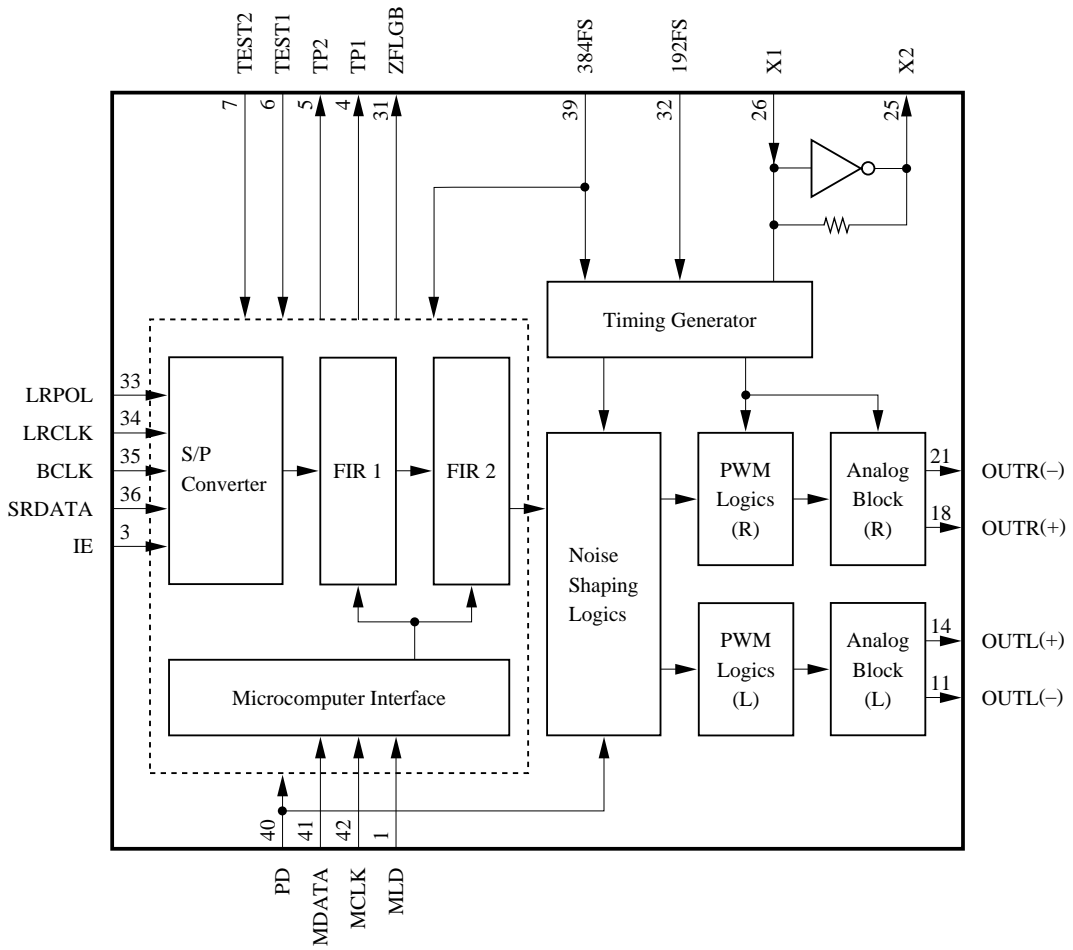 TEST2
TEST1
TP2
TP1
ZFLGB
384FS
192FS
X1
X2
7
6
5
4
31
39
32
26
25
Timing Generator
LRPOL
33
LRCLK
34
BCLK
35
SRDATA
36
IE
3
S/P
Converter
FIR 1
FIR 2
Noise
Shaping
Logics
PWM
Logics
(R)
Analog
Block
(R)
21
OUTR(−)
18
OUTR(+)
PWM
Logics
(L)
Analog
Block
(L)
14
OUTL(+)
11
OUTL(−)
Microcomputer Interface
40
41
42
1
PD
MDATA
MCLK
MLD